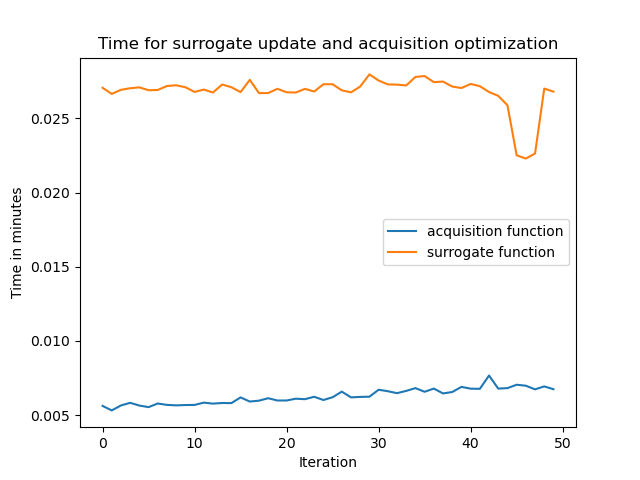 Time for surrogate update and acquisition optimization
0.025
0.020
0.015
0.010
0.005
Time in minutes
acquisition function
surrogate function
0 10 20 30 40 50
Iteration